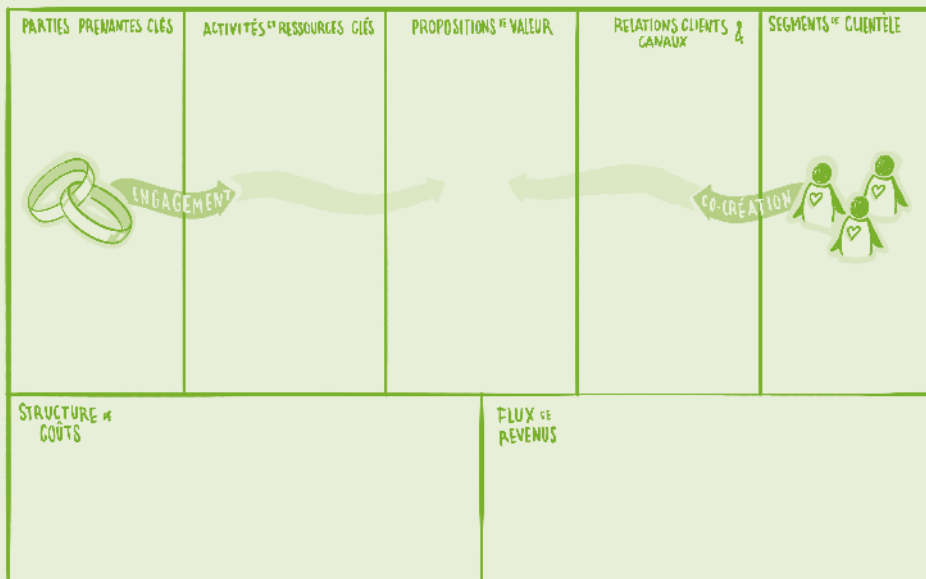 PARTIES PRENANTES CLÉS
ACTIVITÉS ET RESSOURCES CLÉS
PROPOSITIONS DE VALEUR
RELATIONS CLIENTS &
CANAUX
SEGMENTS DE CLIENTÈLE
ENGAGEMENT
CO-CRÉATION
STRUCTURE DE
COÛTS
FLUX DE
REVENUS